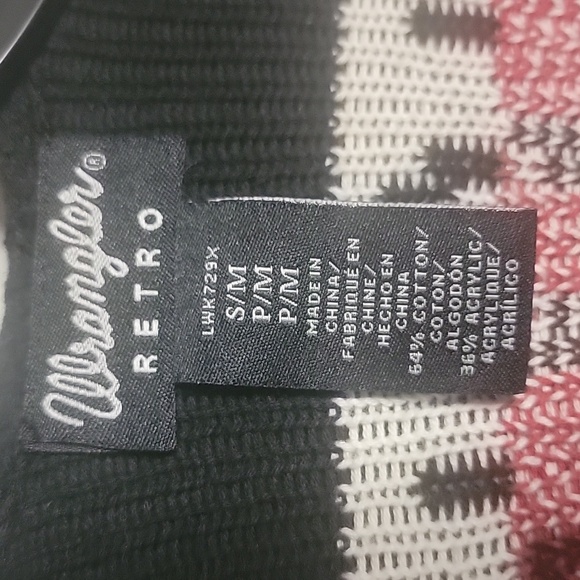 Wrangler®
RETRO
LWK729X
S/M
P/M
P/M
MADE IN
CHINA/
FABRIQUÉ EN
CHINE/
HECHO EN
CHINA
64% COTTON/
COTON/
ALGODÓN
36% ACRYLIC/
ACRYLIQUE/
ACRÍLICO